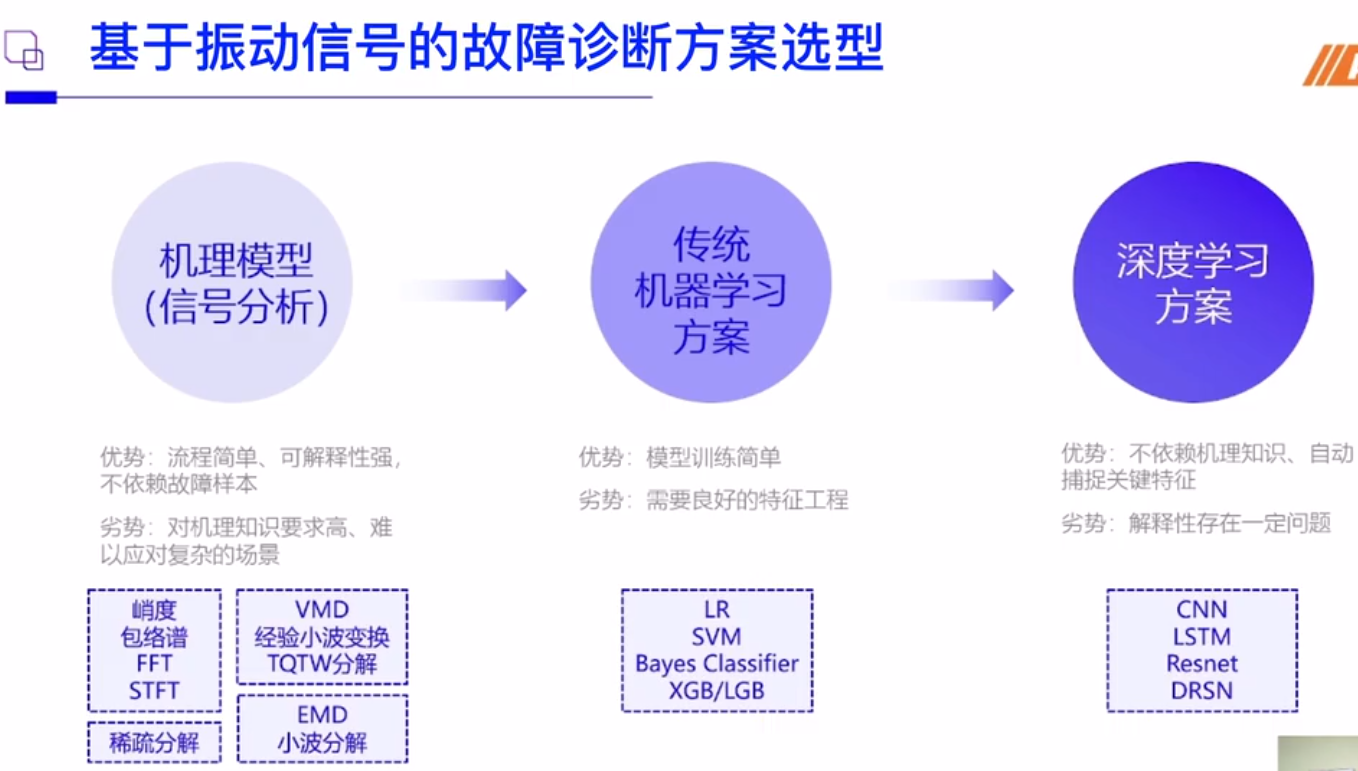 基于振动信号的故障诊断方案选型
机理模型
(信号分析)
优势：流程简单、可解释性强，
不依赖故障样本
劣势：对机理知识要求高、难
以应对复杂的场景
峭度
包络谱
FFT
STFT
稀疏分解
VMD
经验小波变换
TQTW分解
EMD
小波分解
传统
机器学习
方案
优势：模型训练简单
劣势：需要良好的特征工程
LR
SVM
Bayes Classifier
XGB/LGB
深度学习
方案
优势：不依赖机理知识、自动
捕捉关键特征
劣势：解释性存在一定问题
CNN
LSTM
Resnet
DRSN